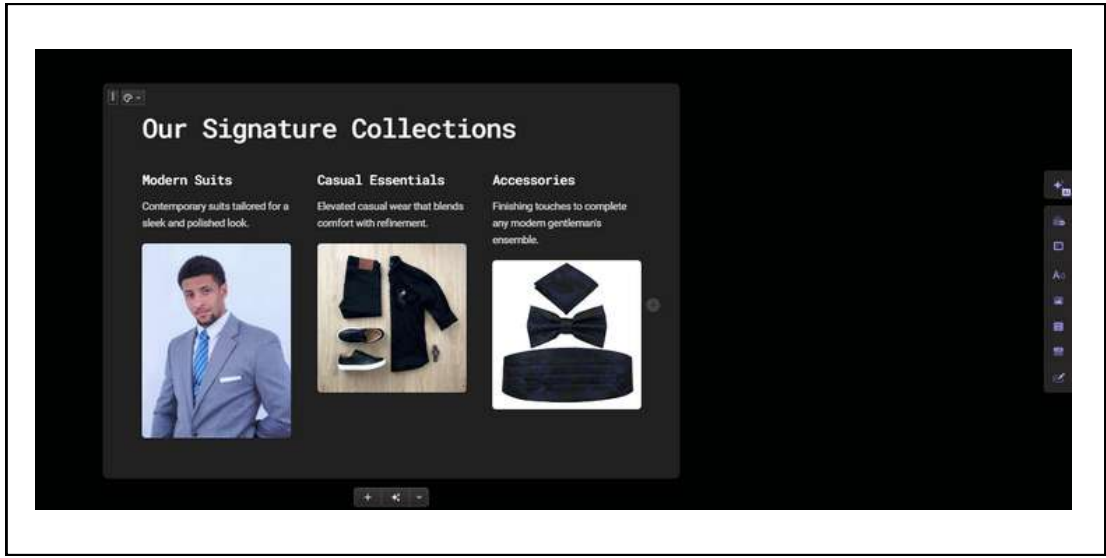 Our Signature Collections
Modern Suits
Contemporary suits tailored for a
sleek and polished look.
Casual Essentials
Elevated casual wear that blends
comfort with refinement.
Accessories
Finishing touches to complete
any modern gentleman's
ensemble.